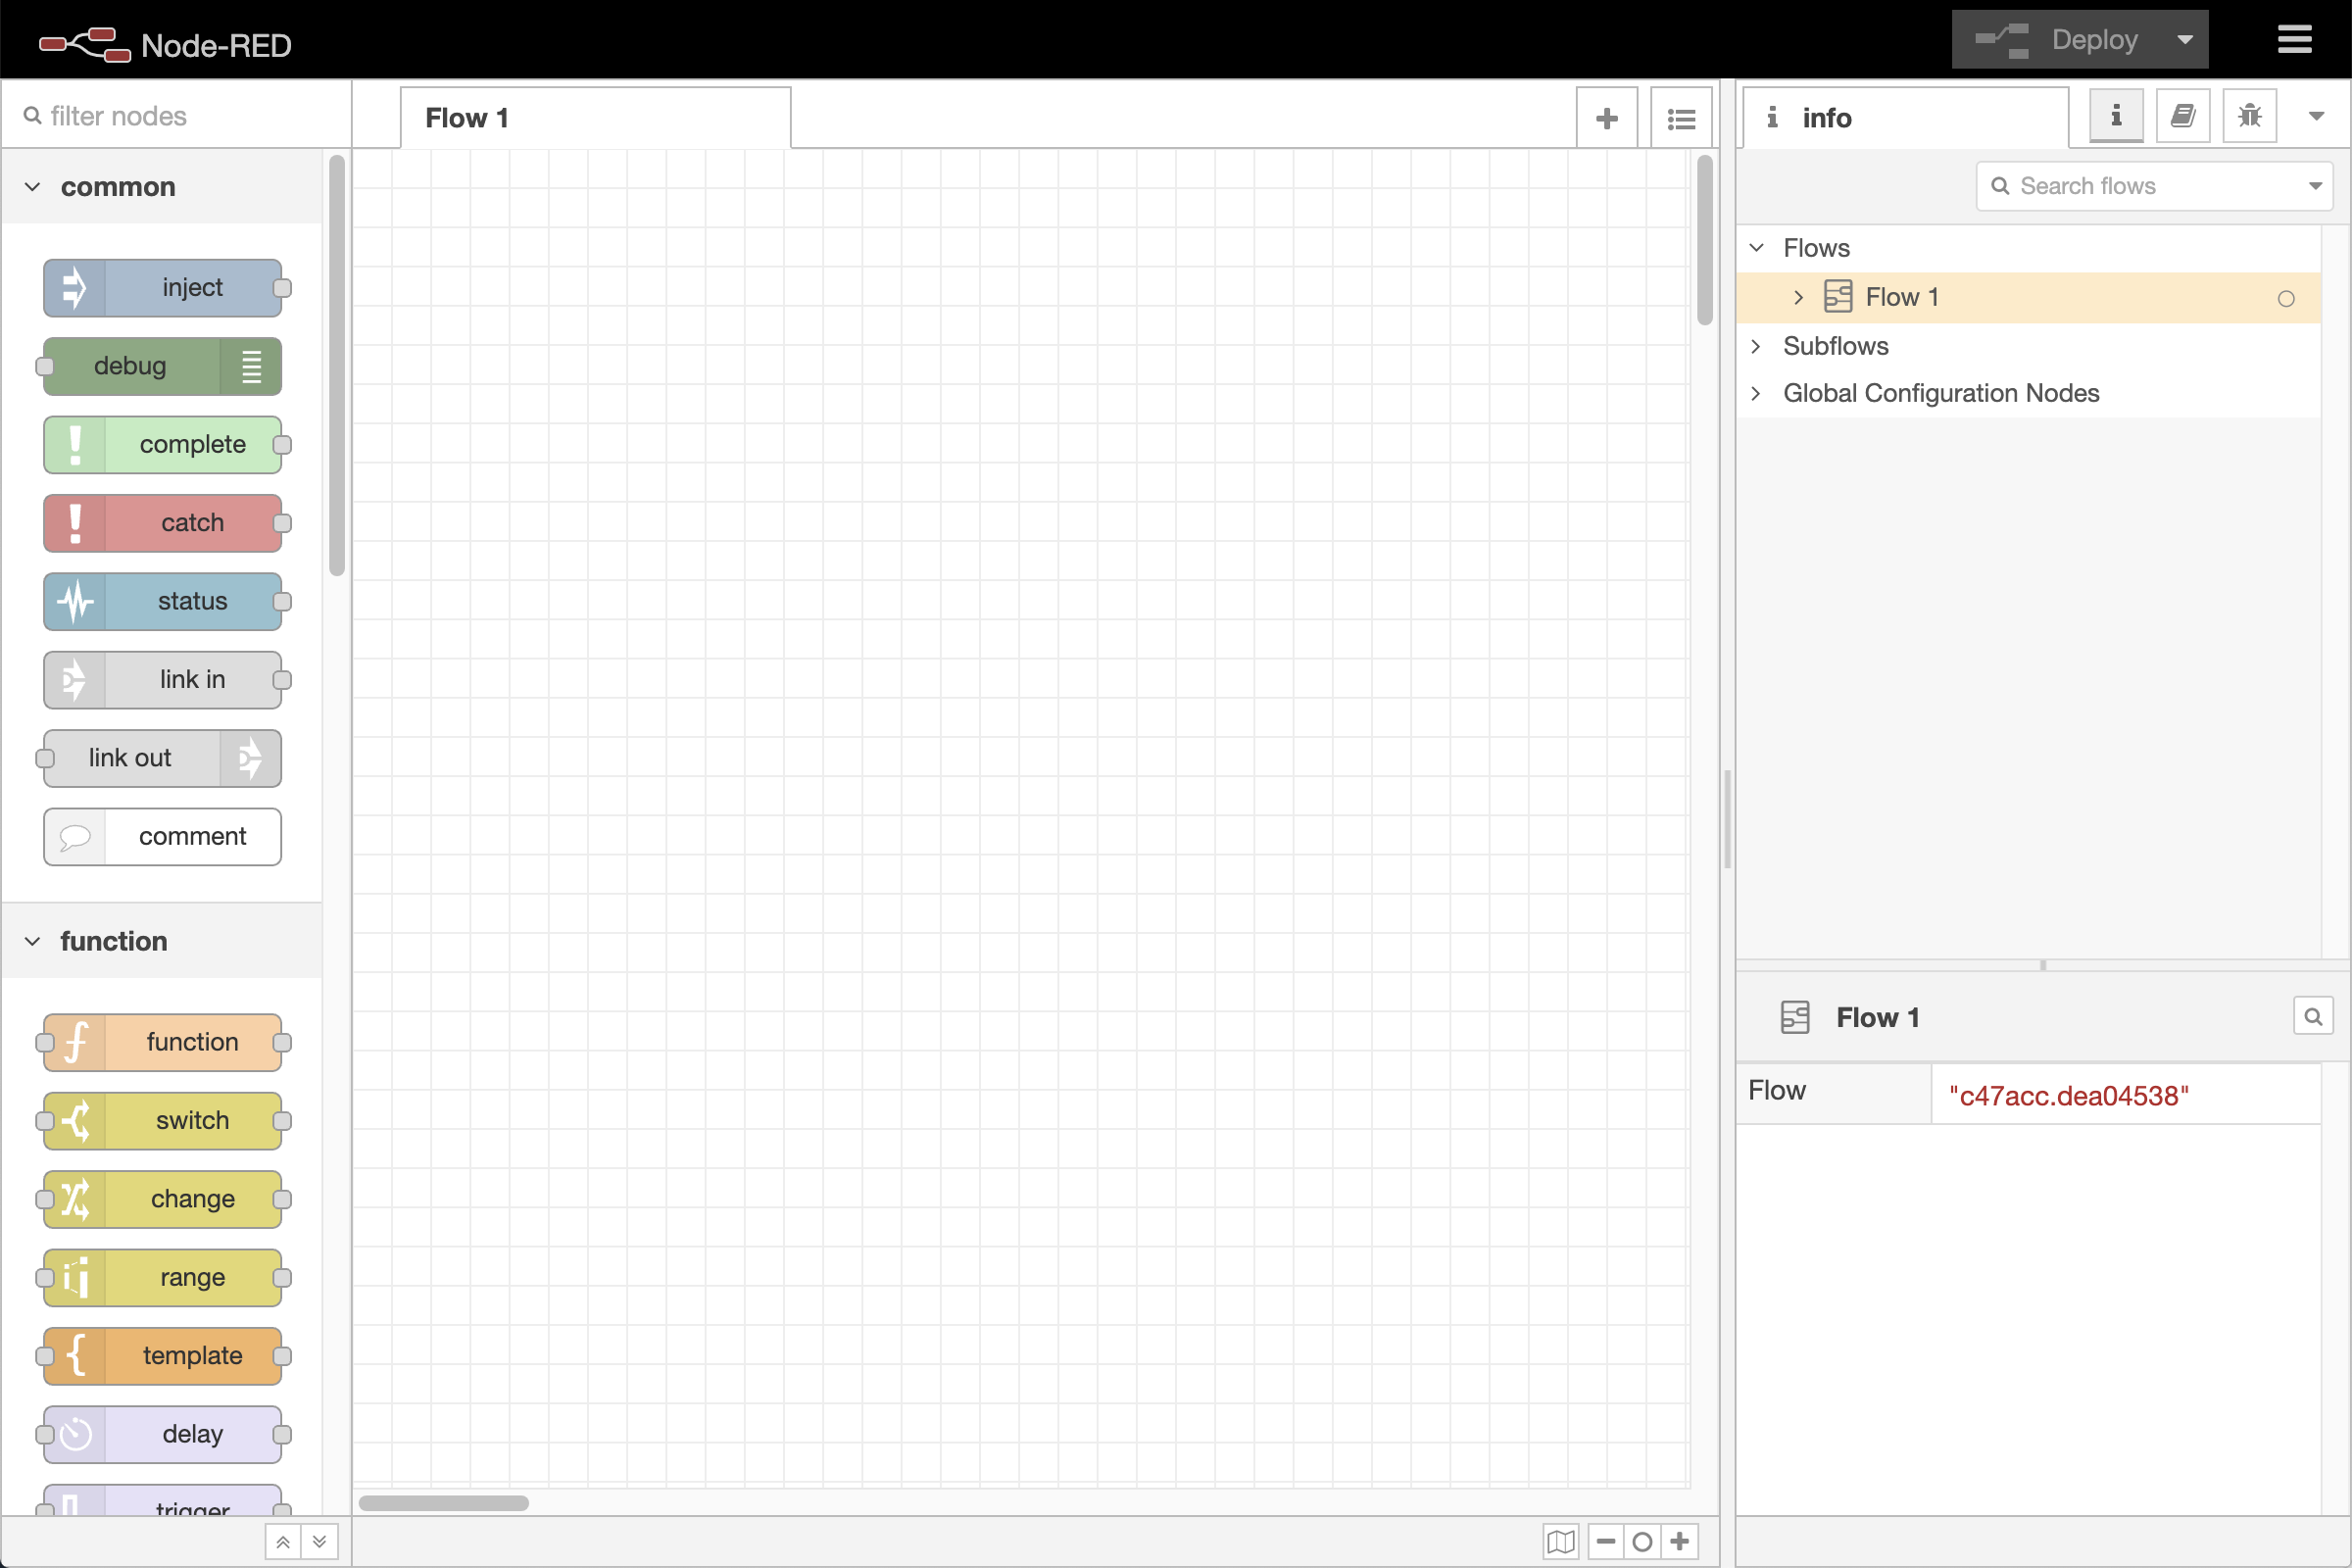 Node-RED
Deploy
filter nodes
common
inject
debug
complete
catch
status
link in
link out
comment
function
function
switch
change
range
template
delay
trigger
Flow 1
info
Search flows
Flows
Flow 1
Subflows
Global Configuration Nodes
Flow 1
Flow "c47acc.dea04538"